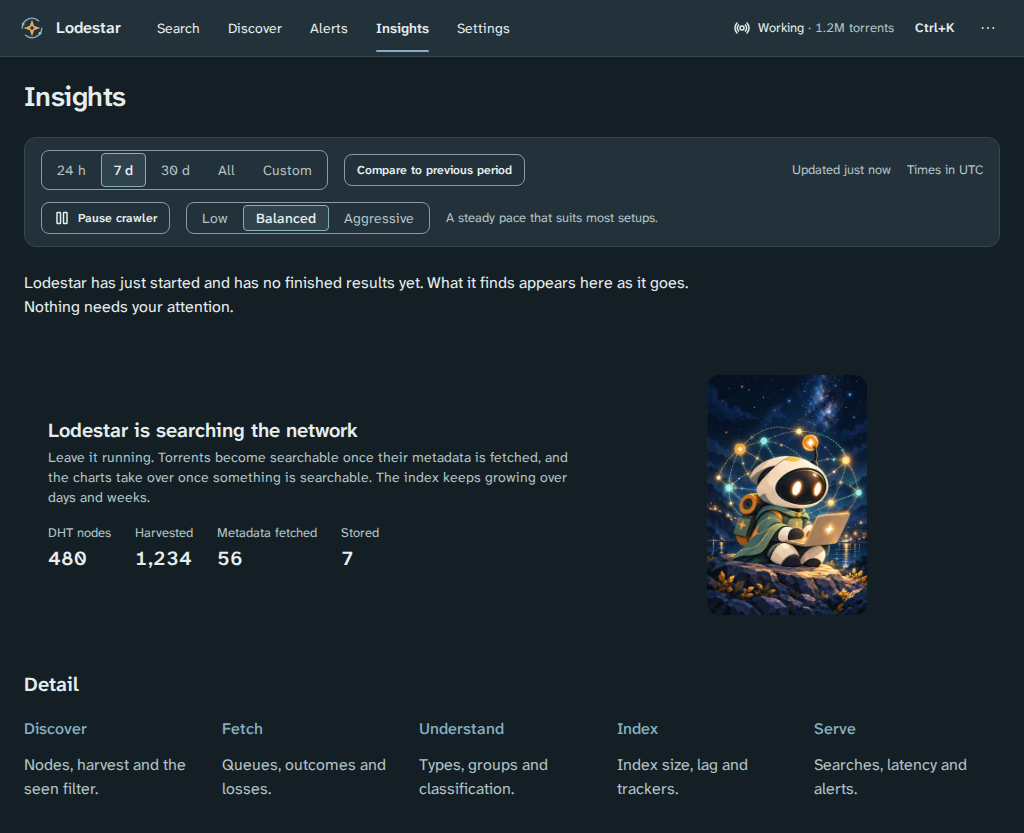 Lodestar
Search
Discover
Alerts
Insights
Settings
Working · 1.2M torrents
Ctrl+K
···
Insights
24 h
7 d
30 d
All
Custom
Compare to previous period
Updated just now
Times in UTC
Pause crawler
Low
Balanced
Aggressive
A steady pace that suits most setups.
Lodestar has just started and has no finished results yet. What it finds appears here as it goes.
Nothing needs your attention.
Lodestar is searching the network
Leave it running. Torrents become searchable once their metadata is fetched, and
the charts take over once something is searchable. The index keeps growing over
days and weeks.
DHT nodes
Harvested
Metadata fetched
Stored
480
1,234
56
7
Detail
Discover
Fetch
Understand
Index
Serve
Nodes, harvest and the
seen filter.
Queues, outcomes and
losses.
Types, groups and
classification.
Index size, lag and
trackers.
Searches, latency and
alerts.